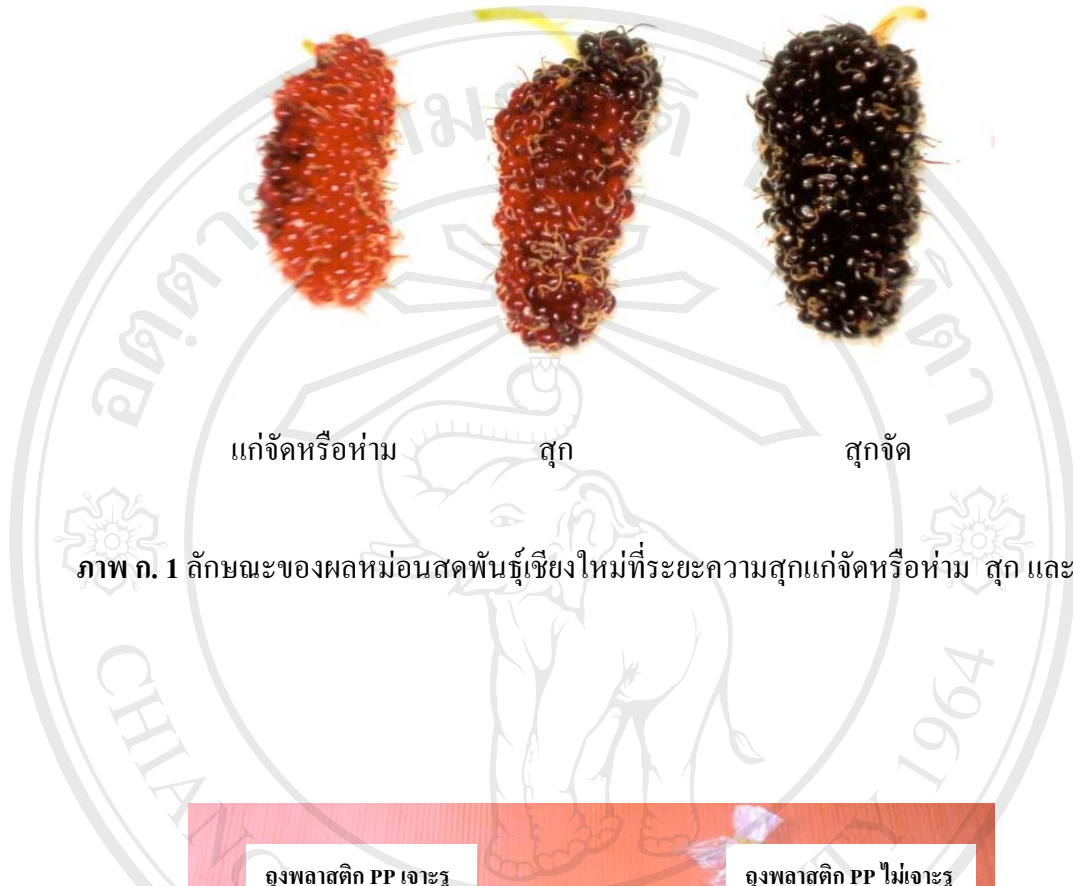 แก่จัดหรือห่าม สุก สุกจัด
ภาพ ก. 1 ลักษณะของผลหม่อนสดพันธุ์เชียงใหม่ที่ระยะความสุกแก่จัดหรือห่าม สุก และ
ถุงพลาสติก PP เจาะรู ถุงพลาสติก PP ไม่เจาะรู
1964